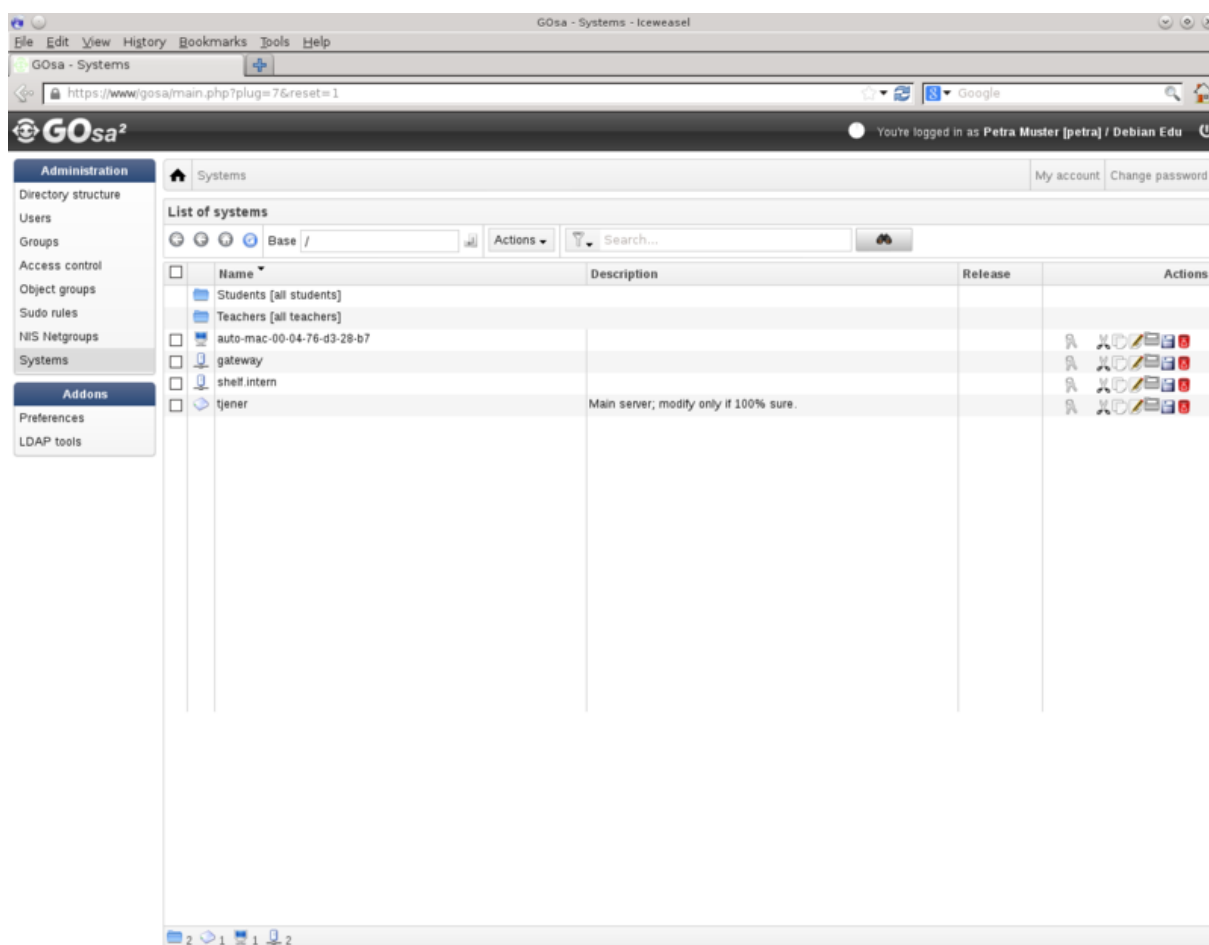 GOsa - Systems - Iceweasel
File Edit View History Bookmarks Tools Help
GOsa - Systems
https://www/gosa/main.php?plug=7&reset=1
8 Google
GOsa²
You're logged in as Petra Muster [petra] / Debian Edu
Administration
Directory structure
Users
Groups
Access control
Object groups
Sudo rules
NIS Netgroups
Systems
Addons
Preferences
LDAP tools
Systems
My account Change password
List of systems
Base / Actions Search...
Name Description Release Actions
Students [all students]
Teachers [all teachers]
auto-mac-00-04-76-d3-28-b7
gateway
shelf.intern
tjener Main server; modify only if 100% sure.
2 1 1 2